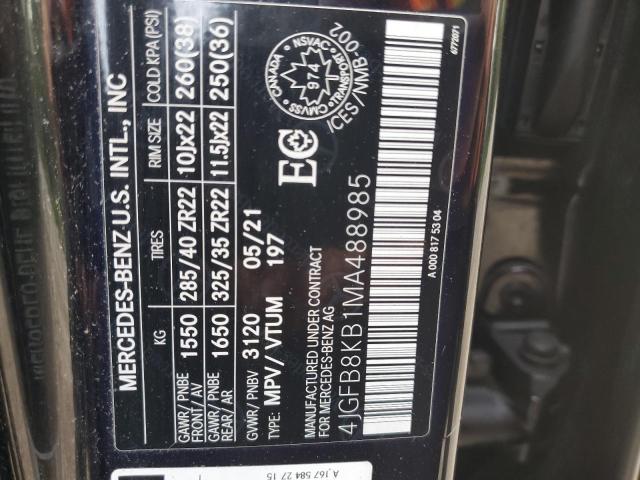 MERCEDES-BENZ U.S. INTL., INC
KG TIRES RIM SIZE COLD KPA (PSI)
GAWR/ PNBE FRONT / AV 1550 285/40 ZR22 10Jx22 260(38)
GAWR/ PNBE REAR / AR 1650 325/35 ZR22 11.5Jx22 250(36)
GVWR/ PNBV 3120 05/21
TYPE: MPV/ VTUM 197
MANUFACTURED UNDER CONTRACT
FOR MERCEDES-BENZ AG
4JGFB8KB1MA488985
EC
CANADA
NSVAC
974
CMVSS
TRANSPORT
ICES / NMB-002
A 000 817 53 04
6772071
A 167 584 27 15